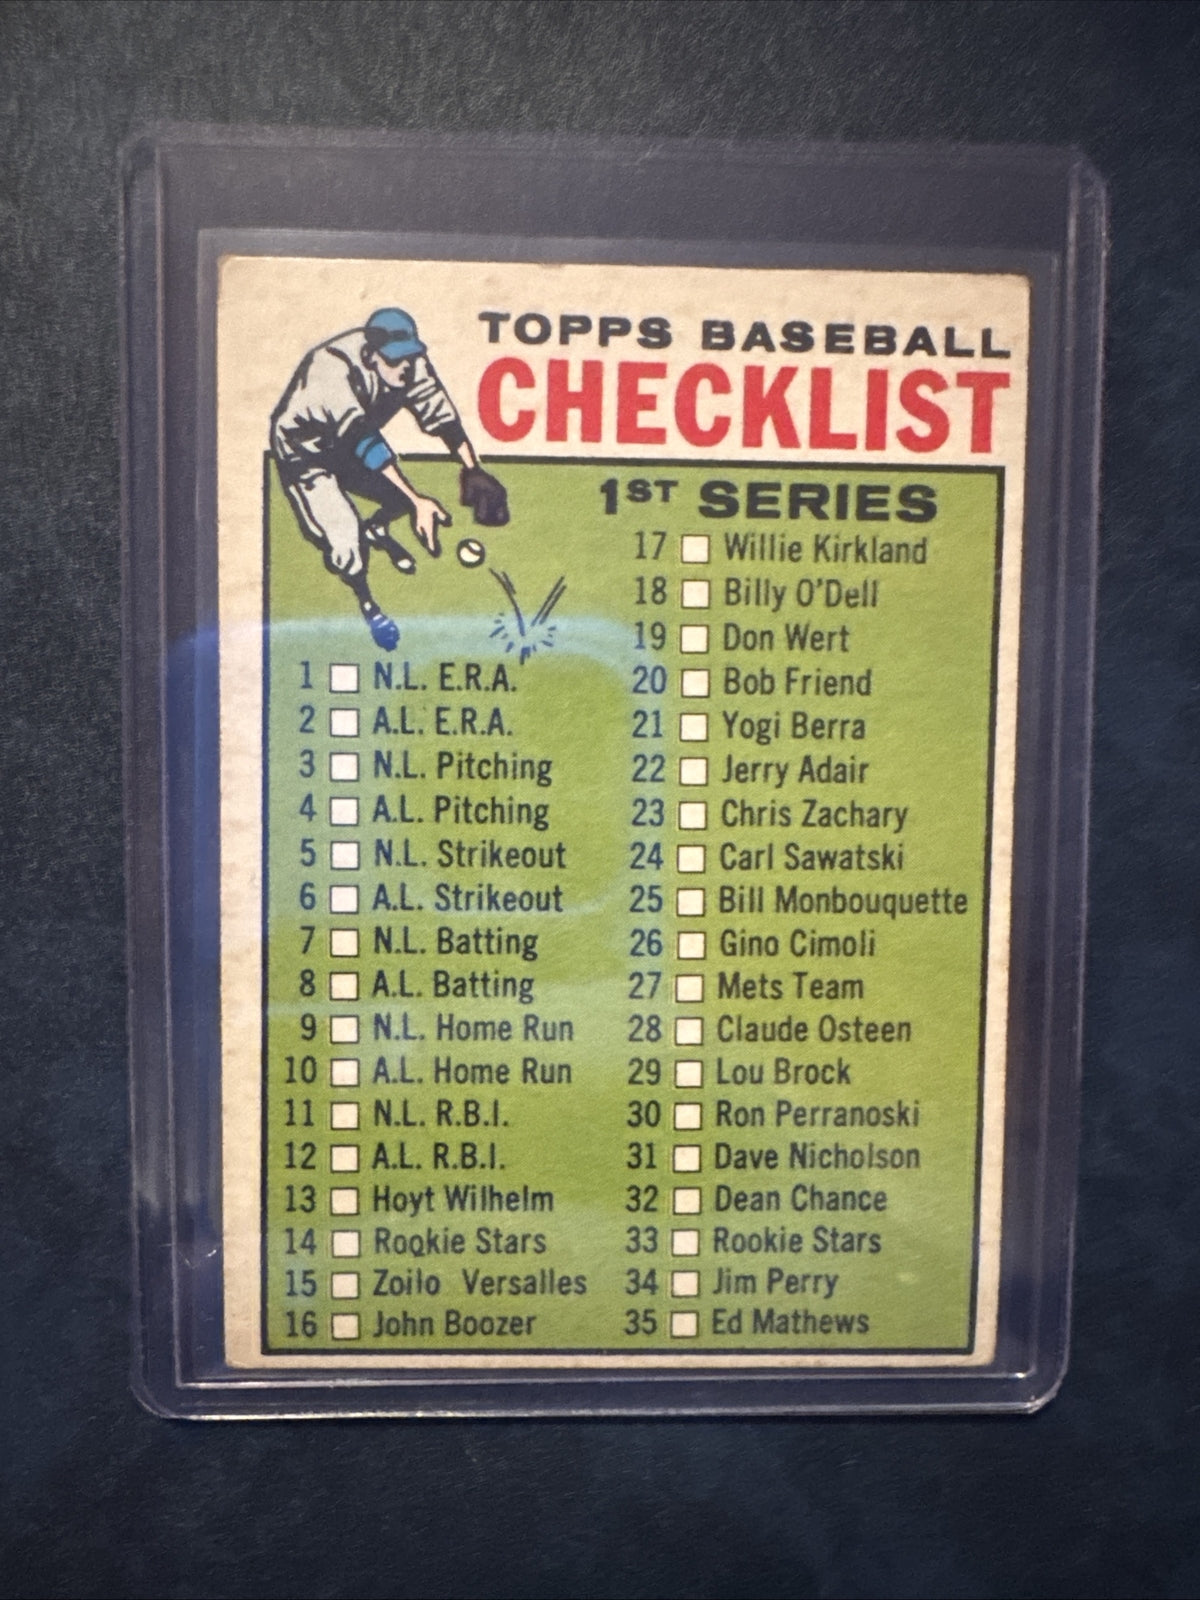 TOPPS BASEBALL
CHECKLIST
1ST SERIES
1 N.L. E.R.A.
2 A.L. E.R.A.
3 N.L. Pitching
4 A.L. Pitching
5 N.L. Strikeout
6 A.L. Strikeout
7 N.L. Batting
8 A.L. Batting
9 N.L. Home Run
10 A.L. Home Run
11 N.L. R.B.I.
12 A.L. R.B.I.
13 Hoyt Wilhelm
14 Rookie Stars
15 Zoilo Versalles
16 John Boozer
17 Willie Kirkland
18 Billy O'Dell
19 Don Wert
20 Bob Friend
21 Yogi Berra
22 Jerry Adair
23 Chris Zachary
24 Carl Sawatski
25 Bill Monbouquette
26 Gino Cimoli
27 Mets Team
28 Claude Osteen
29 Lou Brock
30 Ron Perranoski
31 Dave Nicholson
32 Dean Chance
33 Rookie Stars
34 Jim Perry
35 Ed Mathews